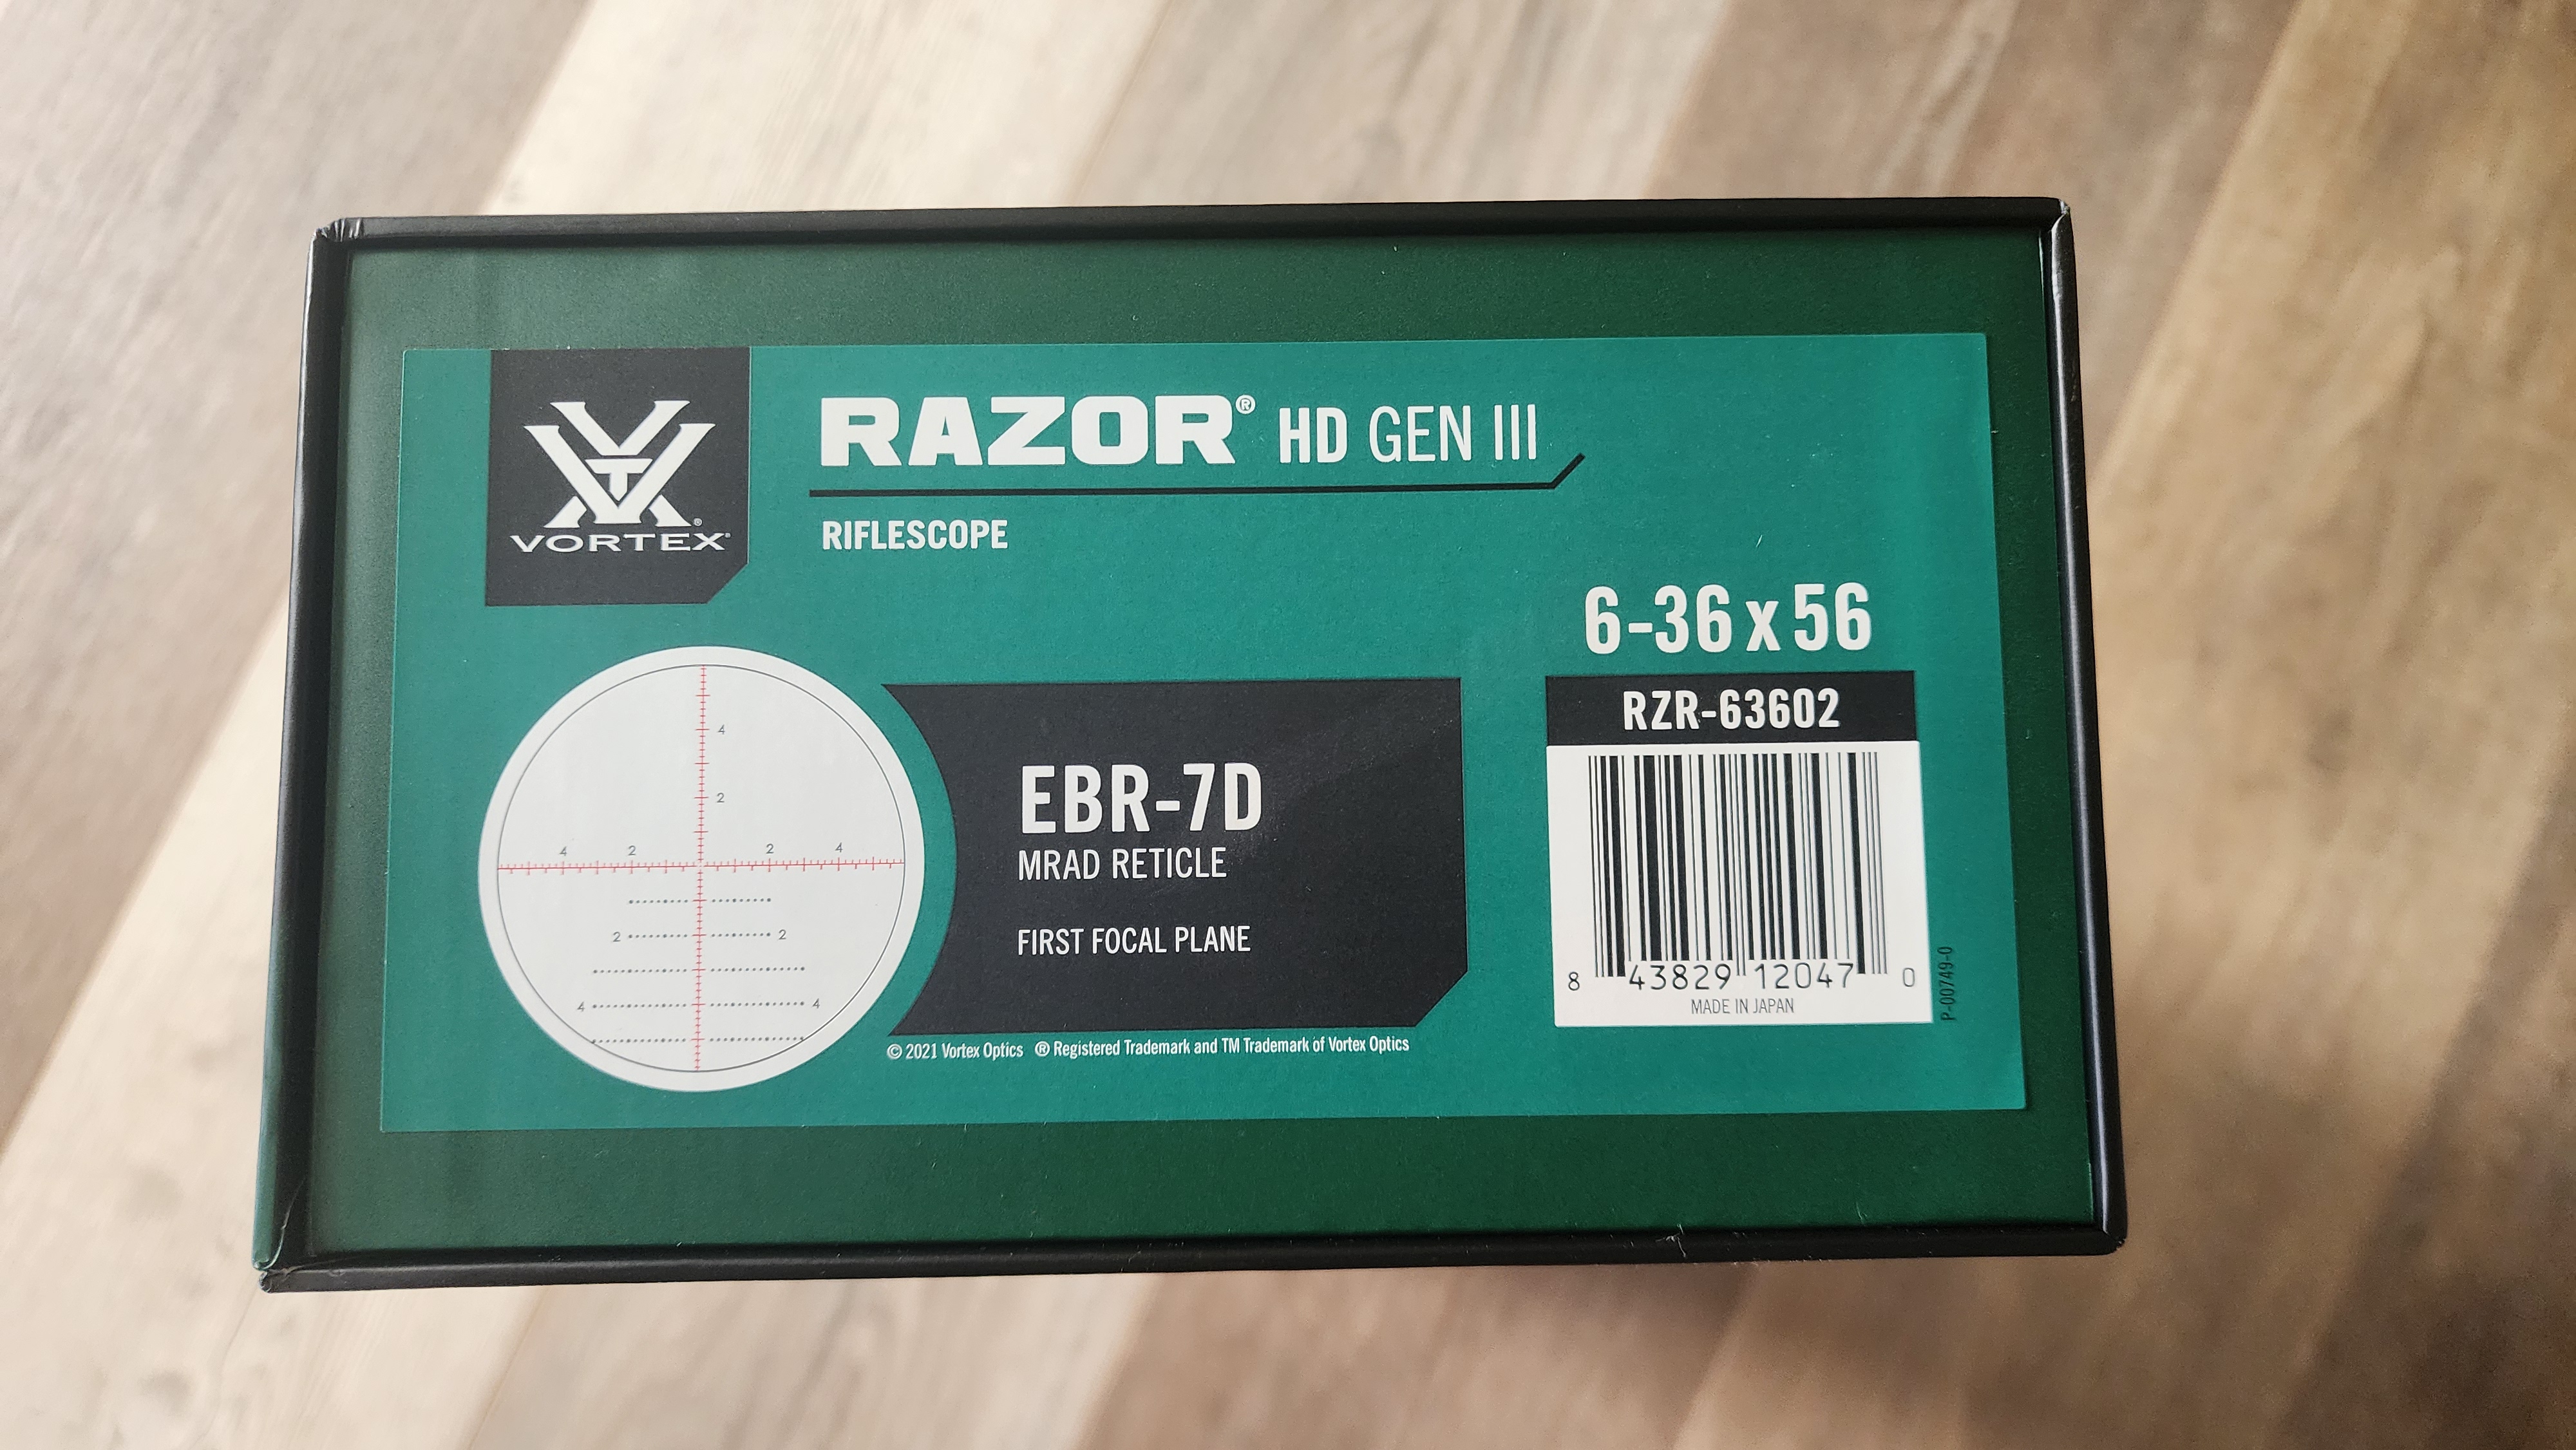 VORTEX®
RAZOR® HD GEN III
RIFLESCOPE
6-36 x 56
RZR-63602
4
2
4 2 2 4
2 2
4 4
EBR-7D
MRAD RETICLE
FIRST FOCAL PLANE
8 43829 12047 0
MADE IN JAPAN
P-00749-0
© 2021 Vortex Optics ® Registered Trademark and TM Trademark of Vortex Optics